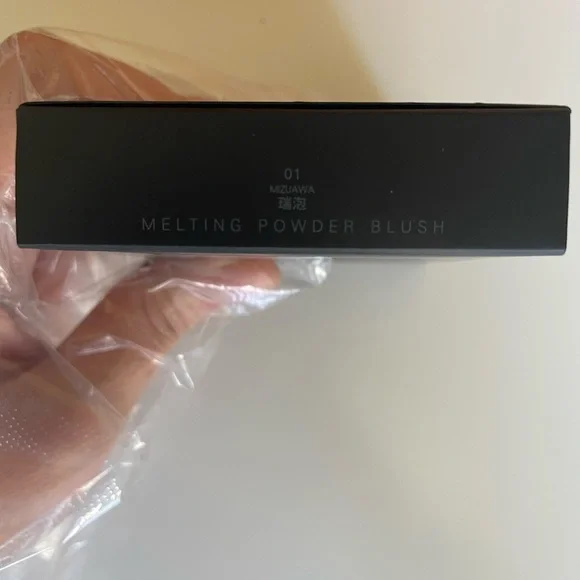 01
MIZUAWA
瑞泡
MELTING POWDER BLUSH